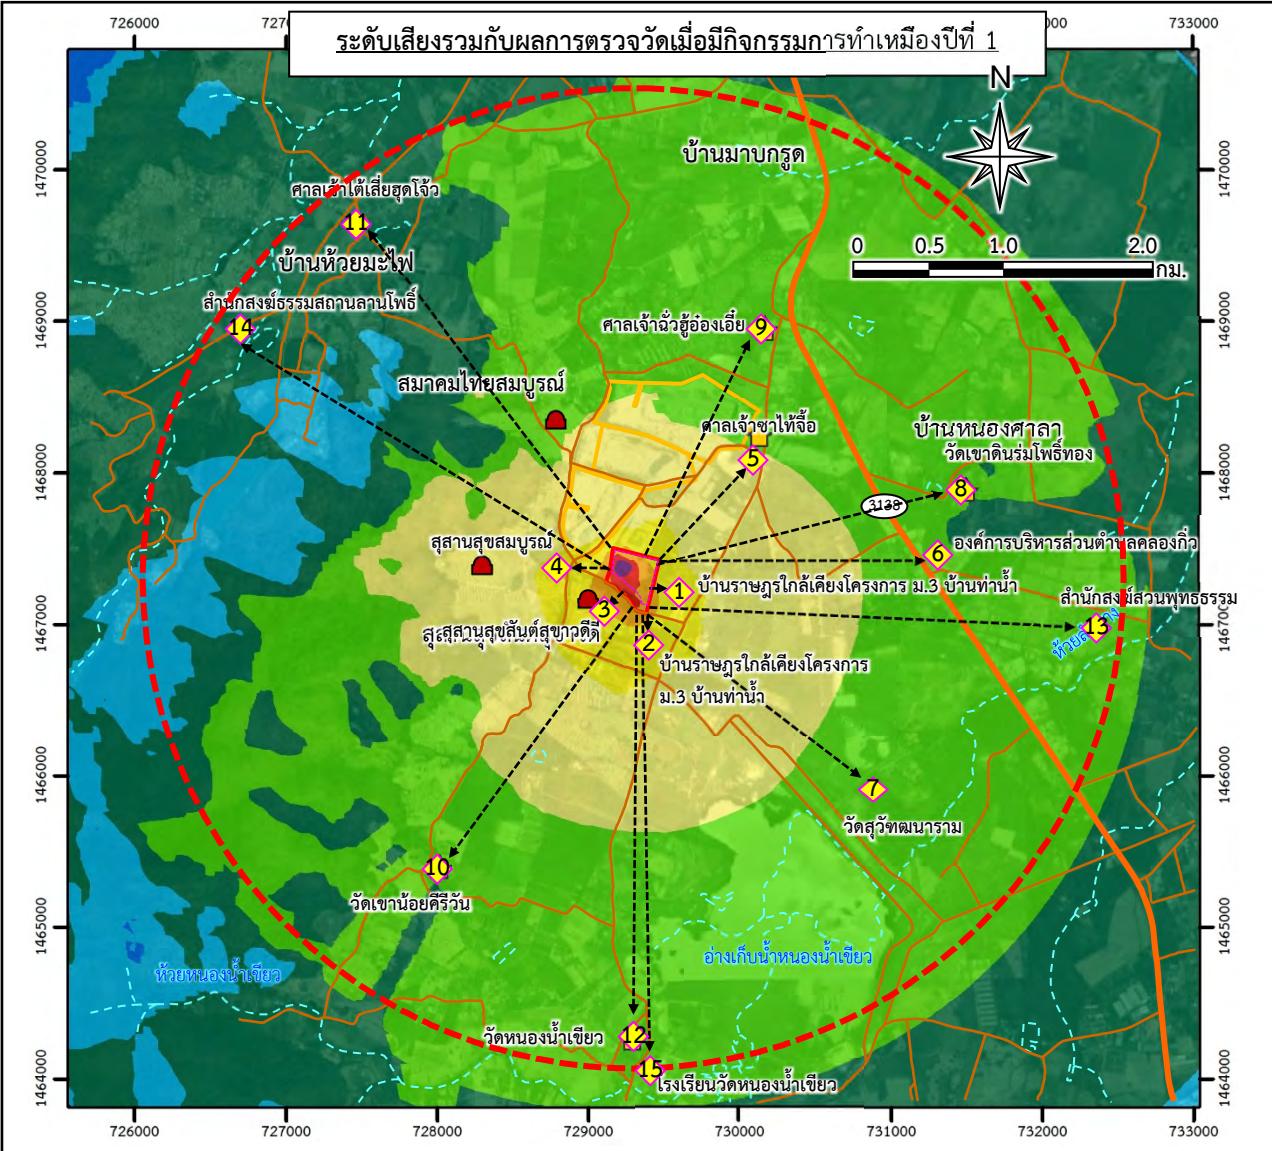 ระดับเสียงรวมกับผลการตรวจวัดเมื่อมีกิจกรรมการทำเหมืองปีที่ 1
726000
733000
N
0 0.5 1.0 2.0
กม.
1470000
1470000
บ้านมาบกรูด
ศาลเจ้าไต้เสี่ยฮุดโจ้ว
11
บ้านห้วยมะไฟ
สำนักสงฆ์ธรรมสถานลานโพธิ์
14
1469000
1469000
ศาลเจ้าฉั่วฮู้อ๋องเอี๋ย
9
สมาคมไทยสมบูรณ์
ศาลเจ้าซาไท้จื้อ
5
บ้านหนองศาลา
วัดเขาดินร่มโพธิ์ทอง
8
1468000
1468000
3138
สุสานสุขสมบูรณ์
4
องค์การบริหารส่วนตำบลคลองกิ่ว
6
บ้านราษฎรใกล้เคียงโครงการ ม.3 บ้านท่าน้ำ
1
สำนักสงฆ์สวนพุทธธรรม
13
3
สุสานสุขสันต์สุขาวดี
2
บ้านราษฎรใกล้เคียงโครงการ
ม.3 บ้านท่าน้ำ
1467000
1467000
1466000
1466000
7
วัดสุวัฑฒนาราม
10
วัดเขาน้อยคีรีวัน
1465000
1465000
อ่างเก็บน้ำหนองน้ำเขียว
ห้วยหนองน้ำเขียว
วัดหนองน้ำเขียว
12
15
โรงเรียนวัดหนองน้ำเขียว
1464000
1464000
726000 727000 728000 729000 730000 731000 732000 733000